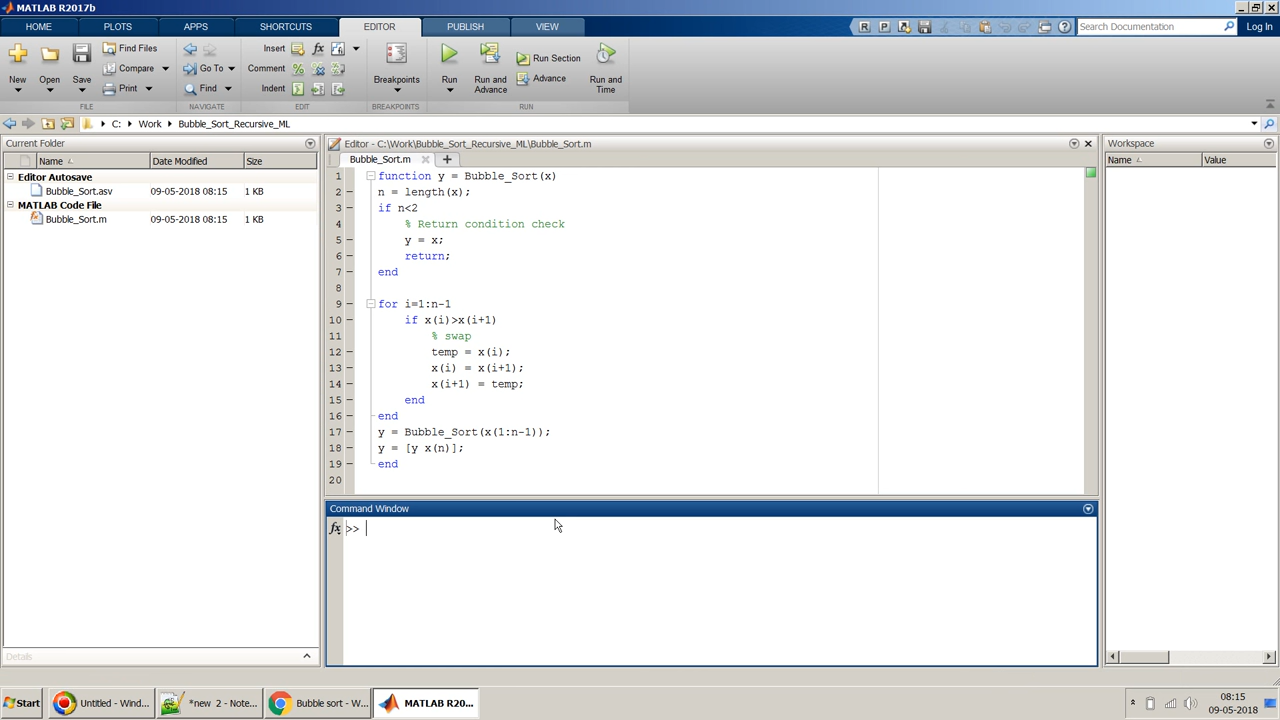 MATLAB R2017b
HOME PLOTS APPS SHORTCUTS EDITOR PUBLISH VIEW
Search Documentation Log In
New Open Save Find Files Compare Print
Go To Find
Insert fx
Comment
Indent
Breakpoints
Run Run and Advance Run Section Advance Run and Time
FILE NAVIGATE EDIT BREAKPOINTS RUN
C: Work Bubble_Sort_Recursive_ML
Current Folder
Name Date Modified Size
Editor Autosave
Bubble_Sort.asv 09-05-2018 08:15 1 KB
MATLAB Code File
Bubble_Sort.m 09-05-2018 08:15 1 KB
Details
Editor - C:\Work\Bubble_Sort_Recursive_ML\Bubble_Sort.m
Bubble_Sort.m
1 function y = Bubble_Sort(x)
2 n = length(x);
3 if n<2
4 % Return condition check
5 y = x;
6 return;
7 end
8
9 for i=1:n-1
10 if x(i)>x(i+1)
11 % swap
12 temp = x(i);
13 x(i) = x(i+1);
14 x(i+1) = temp;
15 end
16 end
17 y = Bubble_Sort(x(1:n-1));
18 y = [y x(n)];
19 end
20
Command Window
fx >>
Workspace
Name Value
Start Untitled - Wind... *new 2 - Note... Bubble sort - W... MATLAB R20...
08:15
09-05-2018